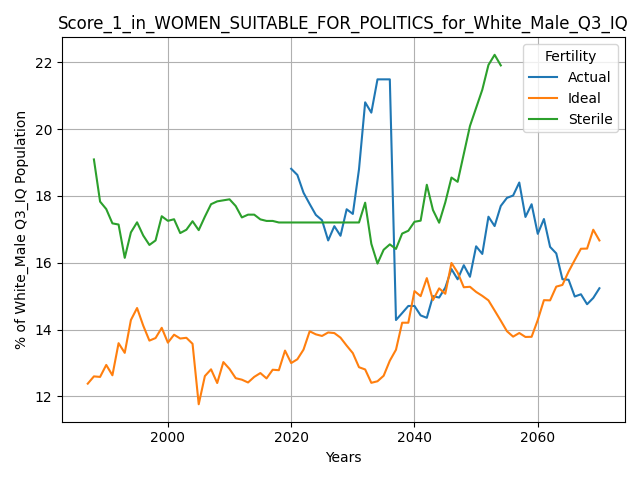 Score_1_in_WOMEN_SUITABLE_FOR_POLITICS_for_White_Male_Q3_IQ
% of White_Male Q3_IQ Population
22
20
18
16
14
12
Fertility
Actual
Ideal
Sterile
2000
2020
2040
2060
Years